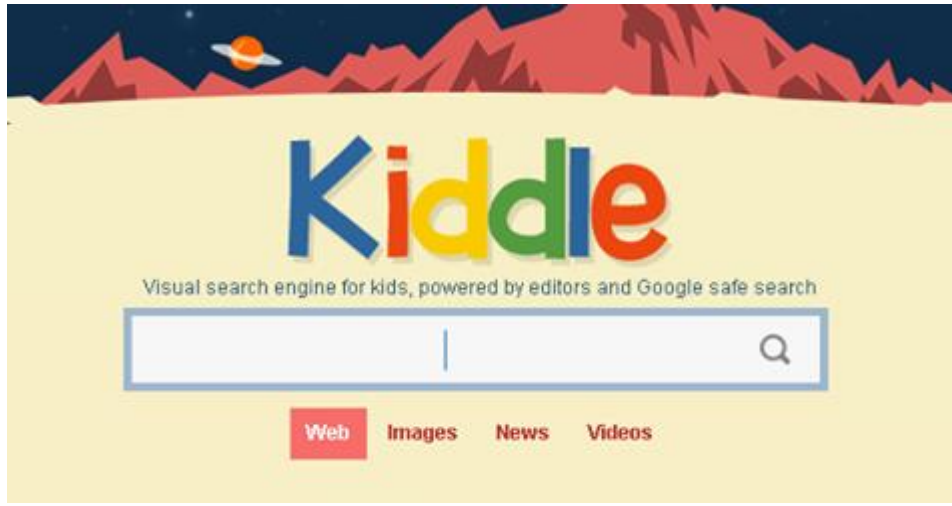 Kiddle
Visual search engine for kids, powered by editors and Google safe search
Web Images News Videos